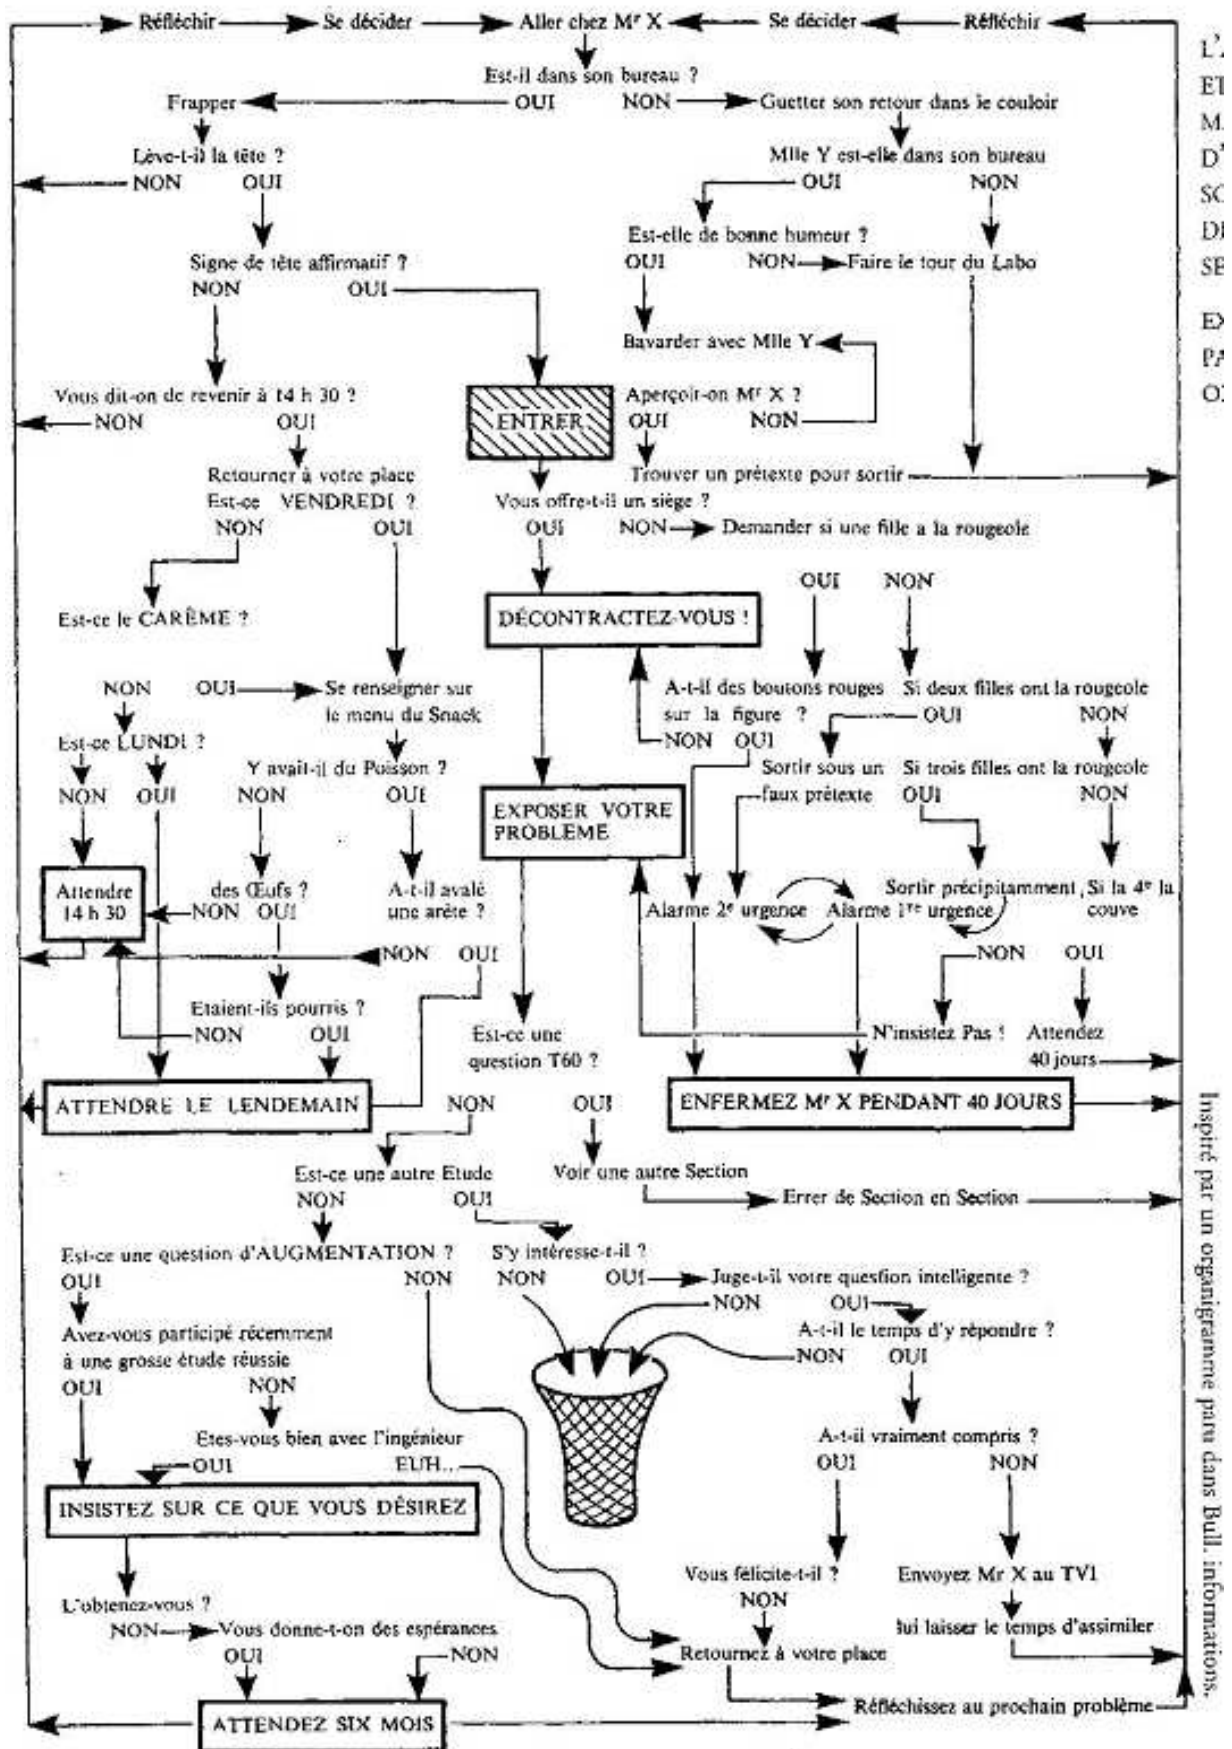 Réfléchir Se décider Aller chez Mʳ X Se décider Réfléchir
Est-il dans son bureau ?
Frapper OUI NON Guetter son retour dans le couloir
Lève-t-il la tête ? Mlle Y est-elle dans son bureau
NON OUI OUI NON
Est-elle de bonne humeur ?
Signe de tête affirmatif ? OUI NON Faire le tour du Labo
NON OUI
Bavarder avec Mlle Y
Vous dit-on de revenir à 14 h 30 ? ENTRER Aperçoit-on Mʳ X ?
NON OUI OUI NON
Retourner à votre place Trouver un prétexte pour sortir
Est-ce VENDREDI ? Vous offre-t-il un siège ?
NON OUI OUI NON Demander si une fille a la rougeole
OUI NON
Est-ce le CARÊME ? DÉCONTRACTEZ-VOUS !
NON OUI Se renseigner sur A-t-il des boutons rouges Si deux filles ont la rougeole
le menu du Snack sur la figure ? OUI NON
Est-ce LUNDI ? NON OUI
Y avait-il du Poisson ? Sortir sous un Si trois filles ont la rougeole
NON OUI NON OUI faux prétexte OUI NON
EXPOSER VOTRE
PROBLEME
Attendre des Œufs ? A-t-il avalé Sortir précipitamment Si la 4ᵉ la
14 h 30 NON OUI une arête ? Alarme 2ᵉ urgence Alarme 1ʳᵉ urgence couve
NON OUI NON OUI
Etaient-ils pourris ?
NON OUI Est-ce une N'insistez Pas ! Attendez
question T60 ? 40 jours
ATTENDRE LE LENDEMAIN NON OUI ENFERMEZ Mʳ X PENDANT 40 JOURS
Est-ce une autre Etude Voir une autre Section
NON OUI Errer de Section en Section
Est-ce une question d'AUGMENTATION ? S'y intéresse-t-il ?
OUI NON NON OUI Juge-t-il votre question intelligente ?
NON OUI
Avez-vous participé récemment A-t-il le temps d'y répondre ?
à une grosse étude réussie NON OUI
OUI NON
Etes-vous bien avec l'ingénieur A-t-il vraiment compris ?
OUI EUH... OUI NON
INSISTEZ SUR CE QUE VOUS DÉSIREZ
Vous félicite-t-il ? Envoyez Mr X au TVI
L'obtenez-vous ? NON
NON Vous donne-t-on des espérances lui laisser le temps d'assimiler
OUI NON Retournez à votre place
ATTENDEZ SIX MOIS Réfléchissez au prochain problème
Inspiré par un organigramme paru dans Bull. informations.
L'
ET
M
D'
SO
DE
SE
EX
PA
O